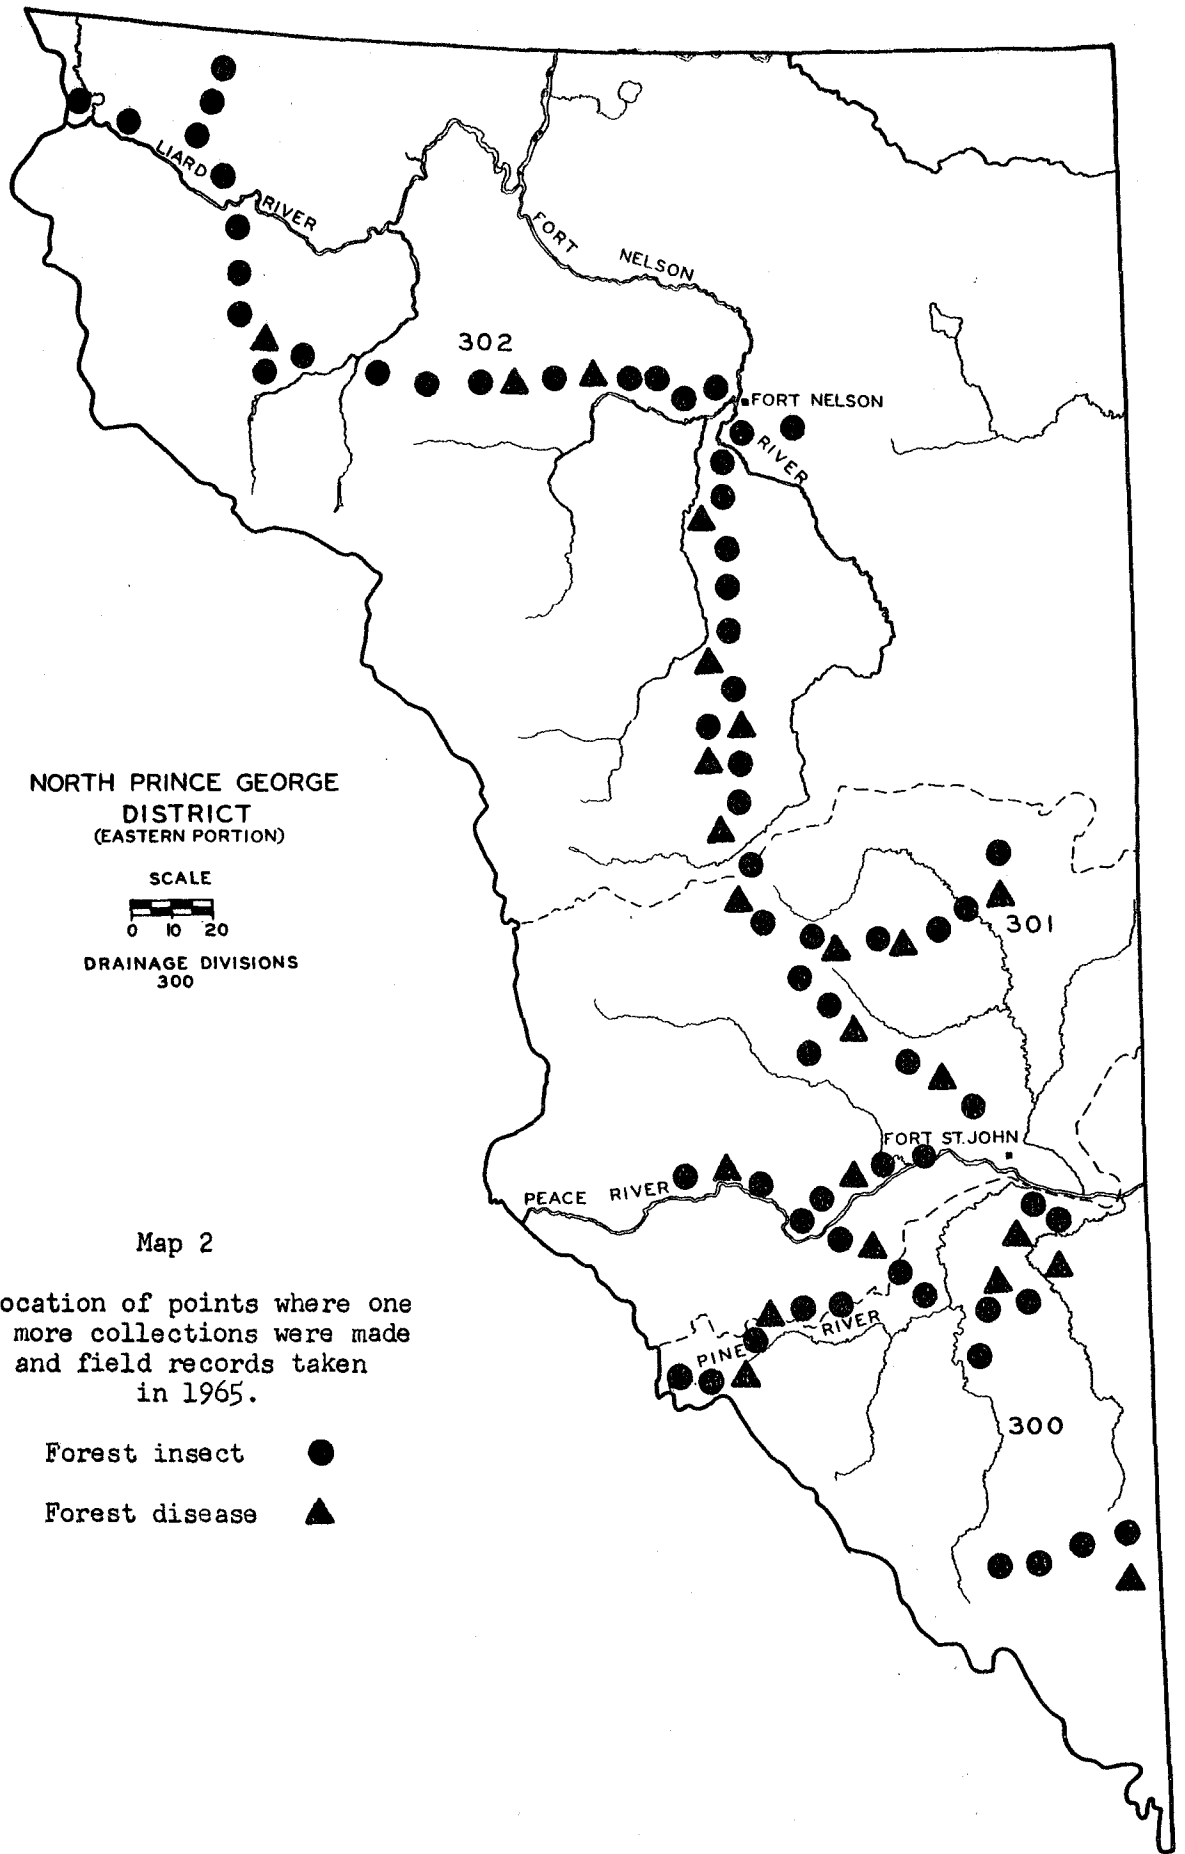 LIARD
RIVER
FORT
NELSON
302
FORT NELSON
RIVER
NORTH PRINCE GEORGE
DISTRICT
(EASTERN PORTION)
SCALE
0 10 20
DRAINAGE DIVISIONS
300
301
FORT ST. JOHN
PEACE RIVER
Map 2
ocation of points where one
more collections were made
and field records taken
in 1965.
PINE
RIVER
300
Forest insect
Forest disease